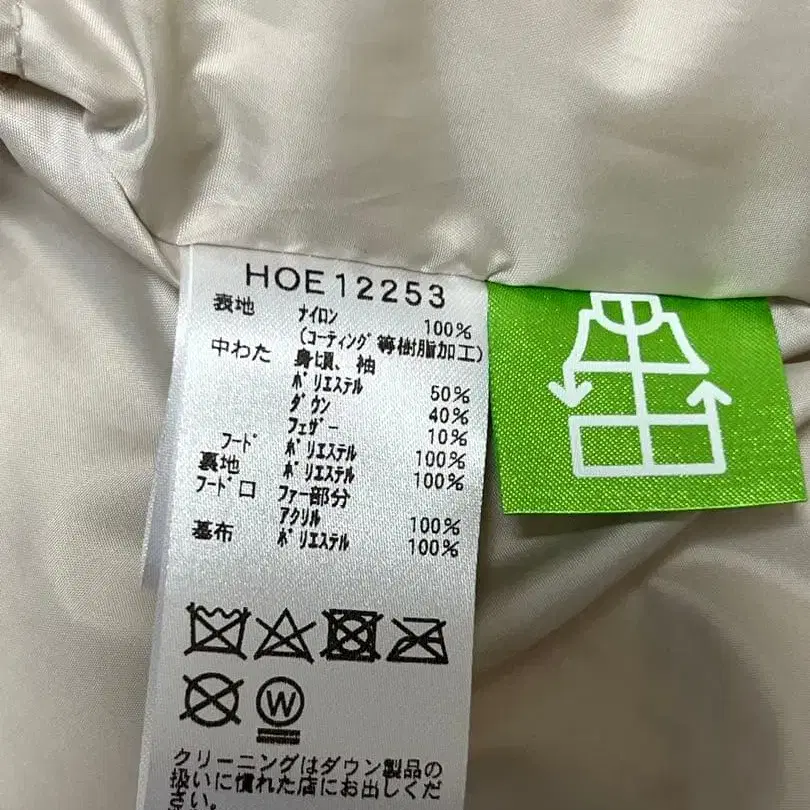 HOE12253
表地 ナイロン 100%
(コーティング等樹脂加工)
中わた 身頃、袖
ポリエステル 50%
ダウン 40%
フェザー 10%
フード ポリエステル 100%
裏地 ポリエステル 100%
フード口 ファー部分
アクリル 100%
基布 ポリエステル 100%
W
クリーニングはダウン製品の
扱いに慣れた店にお出しくだ
さい。